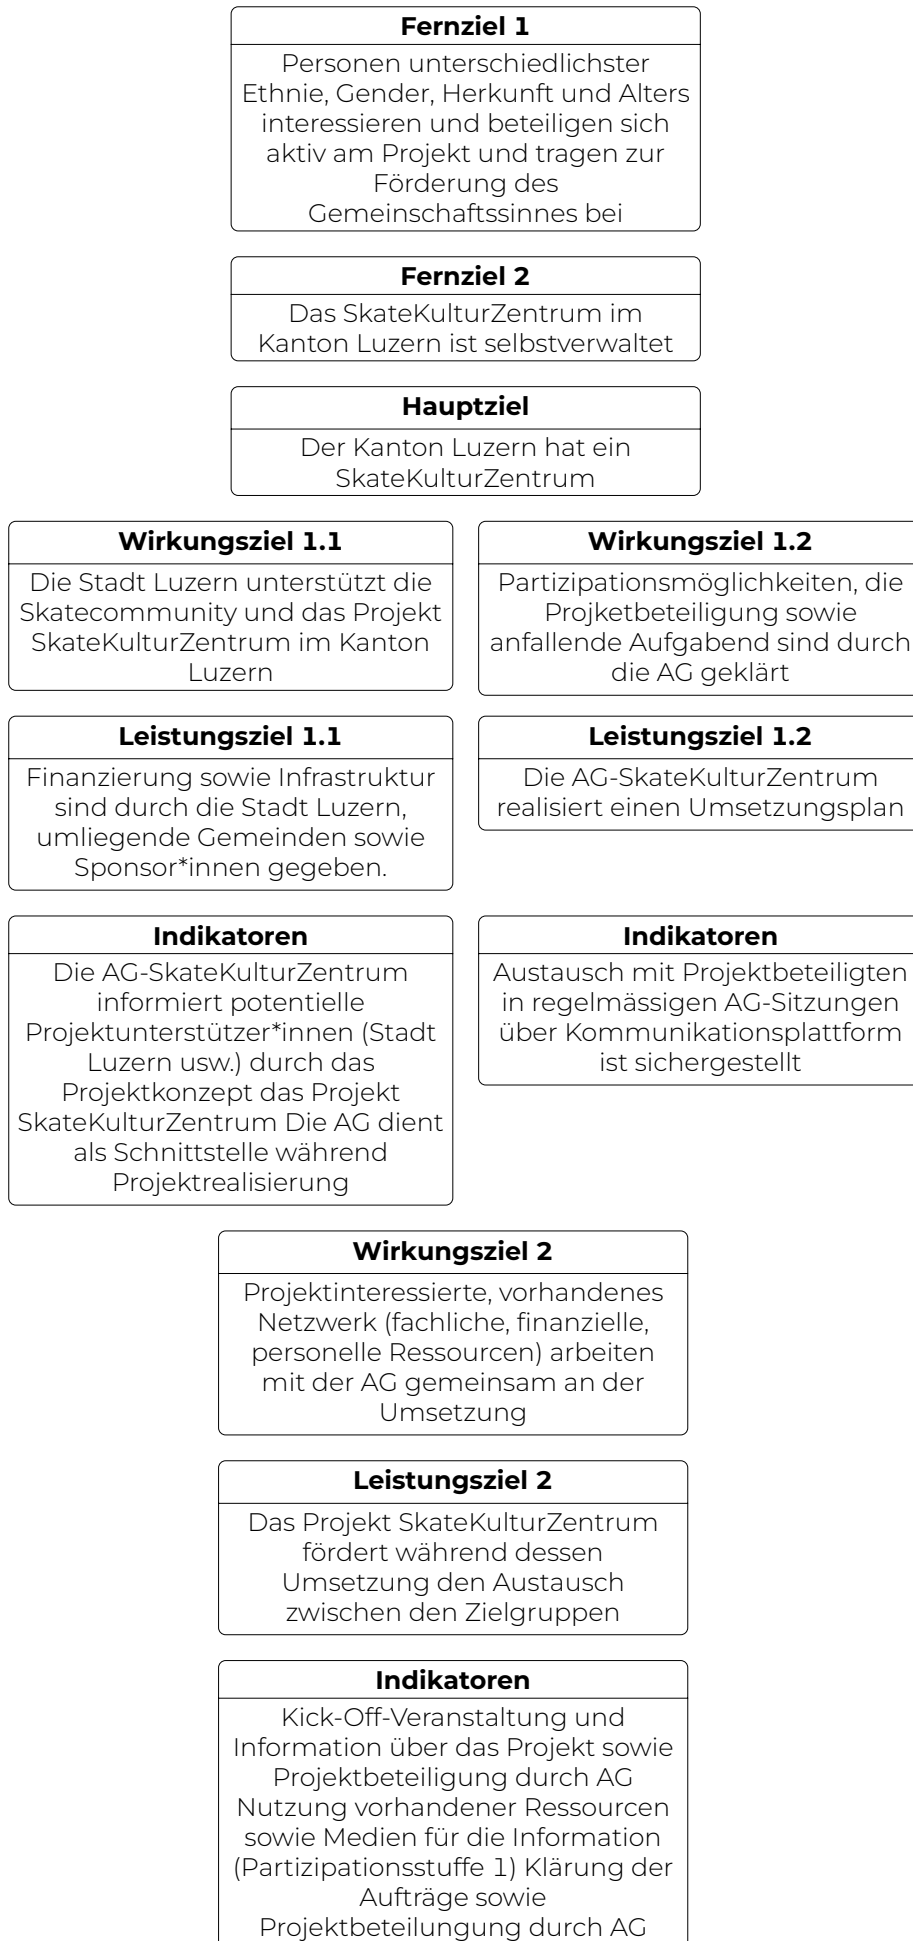 Fernziel 1
Personen unterschiedlichster
Ethnie, Gender, Herkunft und Alters
interessieren und beteiligen sich
aktiv am Projekt und tragen zur
Förderung des
Gemeinschaftssinnes bei
Fernziel 2
Das SkateKulturZentrum im
Kanton Luzern ist selbstverwaltet
Hauptziel
Der Kanton Luzern hat ein
SkateKulturZentrum
Wirkungsziel 1.1
Die Stadt Luzern unterstützt die
Skatecommunity und das Projekt
SkateKulturZentrum im Kanton
Luzern
Wirkungsziel 1.2
Partizipationsmöglichkeiten, die
Projketbeteiligung sowie
anfallende Aufgabend sind durch
die AG geklärt
Leistungsziel 1.1
Finanzierung sowie Infrastruktur
sind durch die Stadt Luzern,
umliegende Gemeinden sowie
Sponsor*innen gegeben.
Leistungsziel 1.2
Die AG-SkateKulturZentrum
realisiert einen Umsetzungsplan
Indikatoren
Die AG-SkateKulturZentrum
informiert potentielle
Projektunterstützer*innen (Stadt
Luzern usw.) durch das
Projektkonzept das Projekt
SkateKulturZentrum Die AG dient
als Schnittstelle während
Projektrealisierung
Indikatoren
Austausch mit Projektbeteiligten
in regelmässigen AG-Sitzungen
über Kommunikationsplattform
ist sichergestellt
Wirkungsziel 2
Projektinteressierte, vorhandenes
Netzwerk (fachliche, finanzielle,
personelle Ressourcen) arbeiten
mit der AG gemeinsam an der
Umsetzung
Leistungsziel 2
Das Projekt SkateKulturZentrum
fördert während dessen
Umsetzung den Austausch
zwischen den Zielgruppen
Indikatoren
Kick-Off-Veranstaltung und
Information über das Projekt sowie
Projektbeteiligung durch AG
Nutzung vorhandener Ressourcen
sowie Medien für die Information
(Partizipationsstuffe 1) Klärung der
Aufträge sowie
Projektbeteilungung durch AG